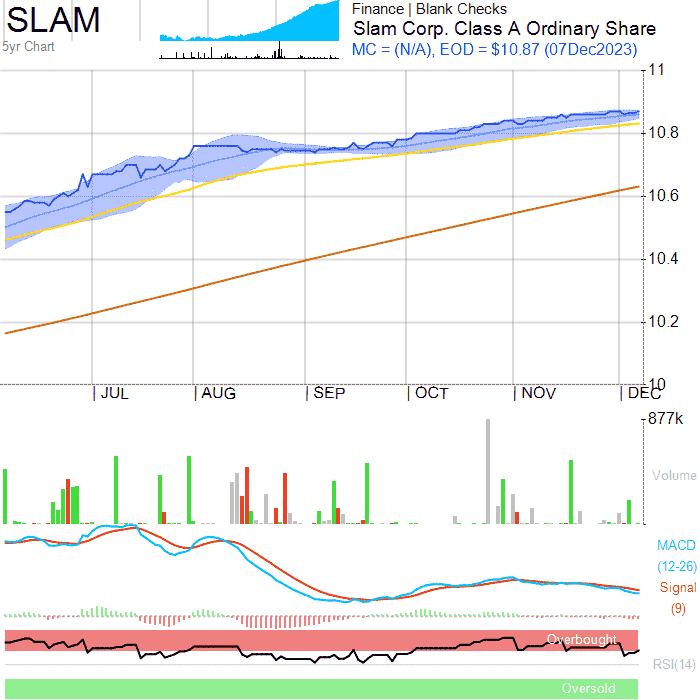 SLAM
5yr Chart
Finance | Blank Checks
Slam Corp. Class A Ordinary Share
MC = (N/A), EOD = $10.87 (07Dec2023)
11
10.8
10.6
10.4
10.2
10
JUL AUG SEP OCT NOV DEC
877k
Volume
MACD
(12-26)
Signal
(9)
Overbought
RSI(14)
Oversold